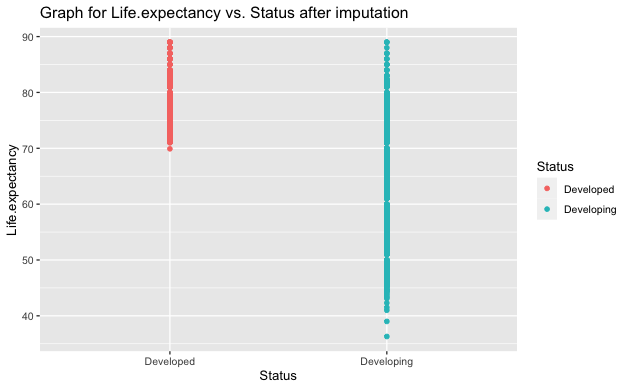 Graph for Life.expectancy vs. Status after imputation
90
80
70
60
50
40
Life.expectancy
Developed
Developing
Status
Status
Developed
Developing